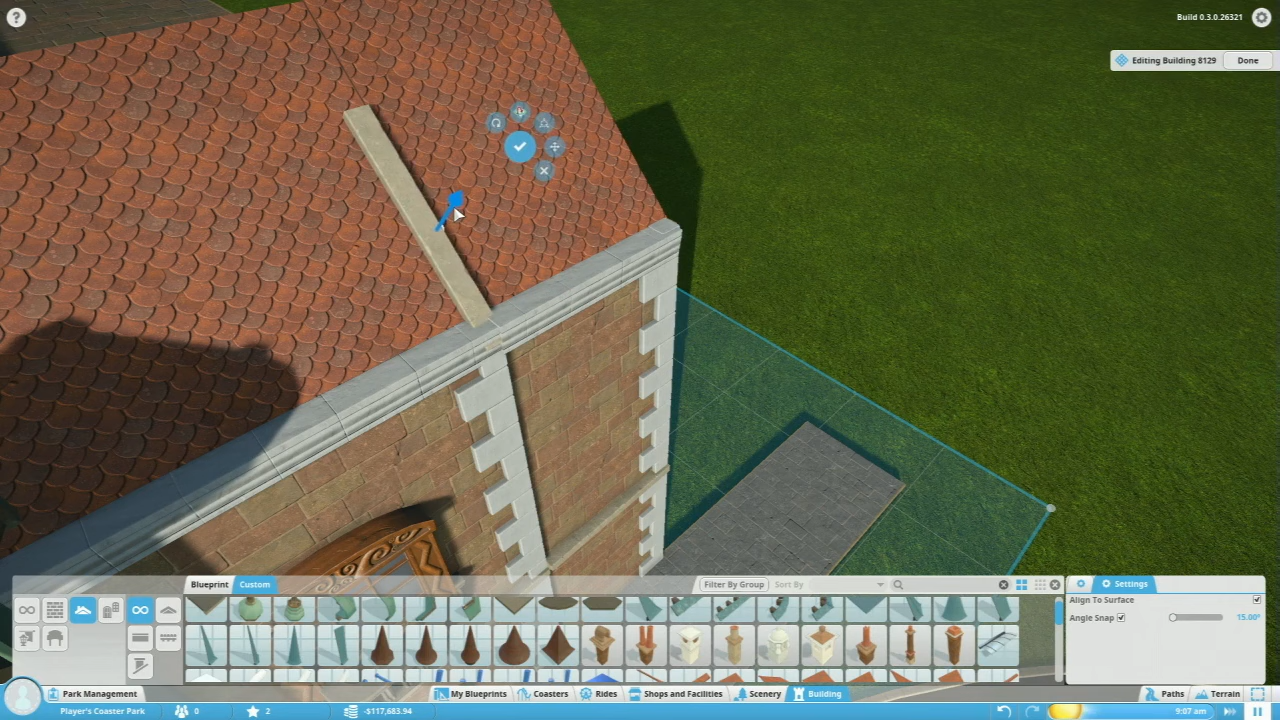 ?
Build 0.3.0.26321
Editing Building 8129
Done
Blueprint
Custom
Filter By Group
Sort By
Settings
Align To Surface
Angle Snap
15.00°
Park Management
My Blueprints
Coasters
Rides
Shops and Facilities
Scenery
Building
Paths
Terrain
Player's Coaster Park
0
2
-$117,683.94
9:07 am